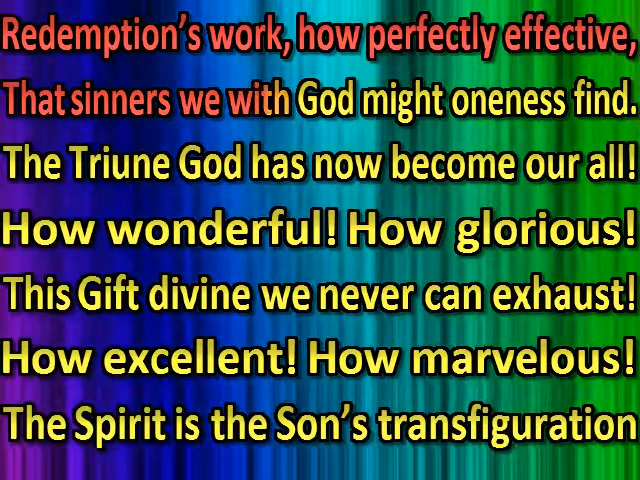 Redemption's work, how perfectly effective,
That sinners we with God might oneness find.
The Triune God has now become our all!
How wonderful! How glorious!
This Gift divine we never can exhaust!
How excellent! How marvelous!
The Spirit is the Son's transfiguration